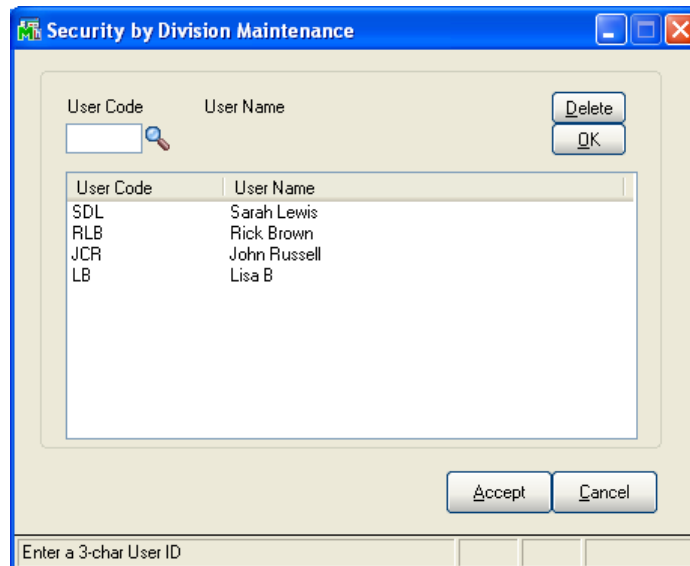 Security by Division Maintenance
User Code User Name Delete
OK
User Code User Name
SDL Sarah Lewis
RLB Rick Brown
JCR John Russell
LB Lisa B
Accept Cancel
Enter a 3-char User ID